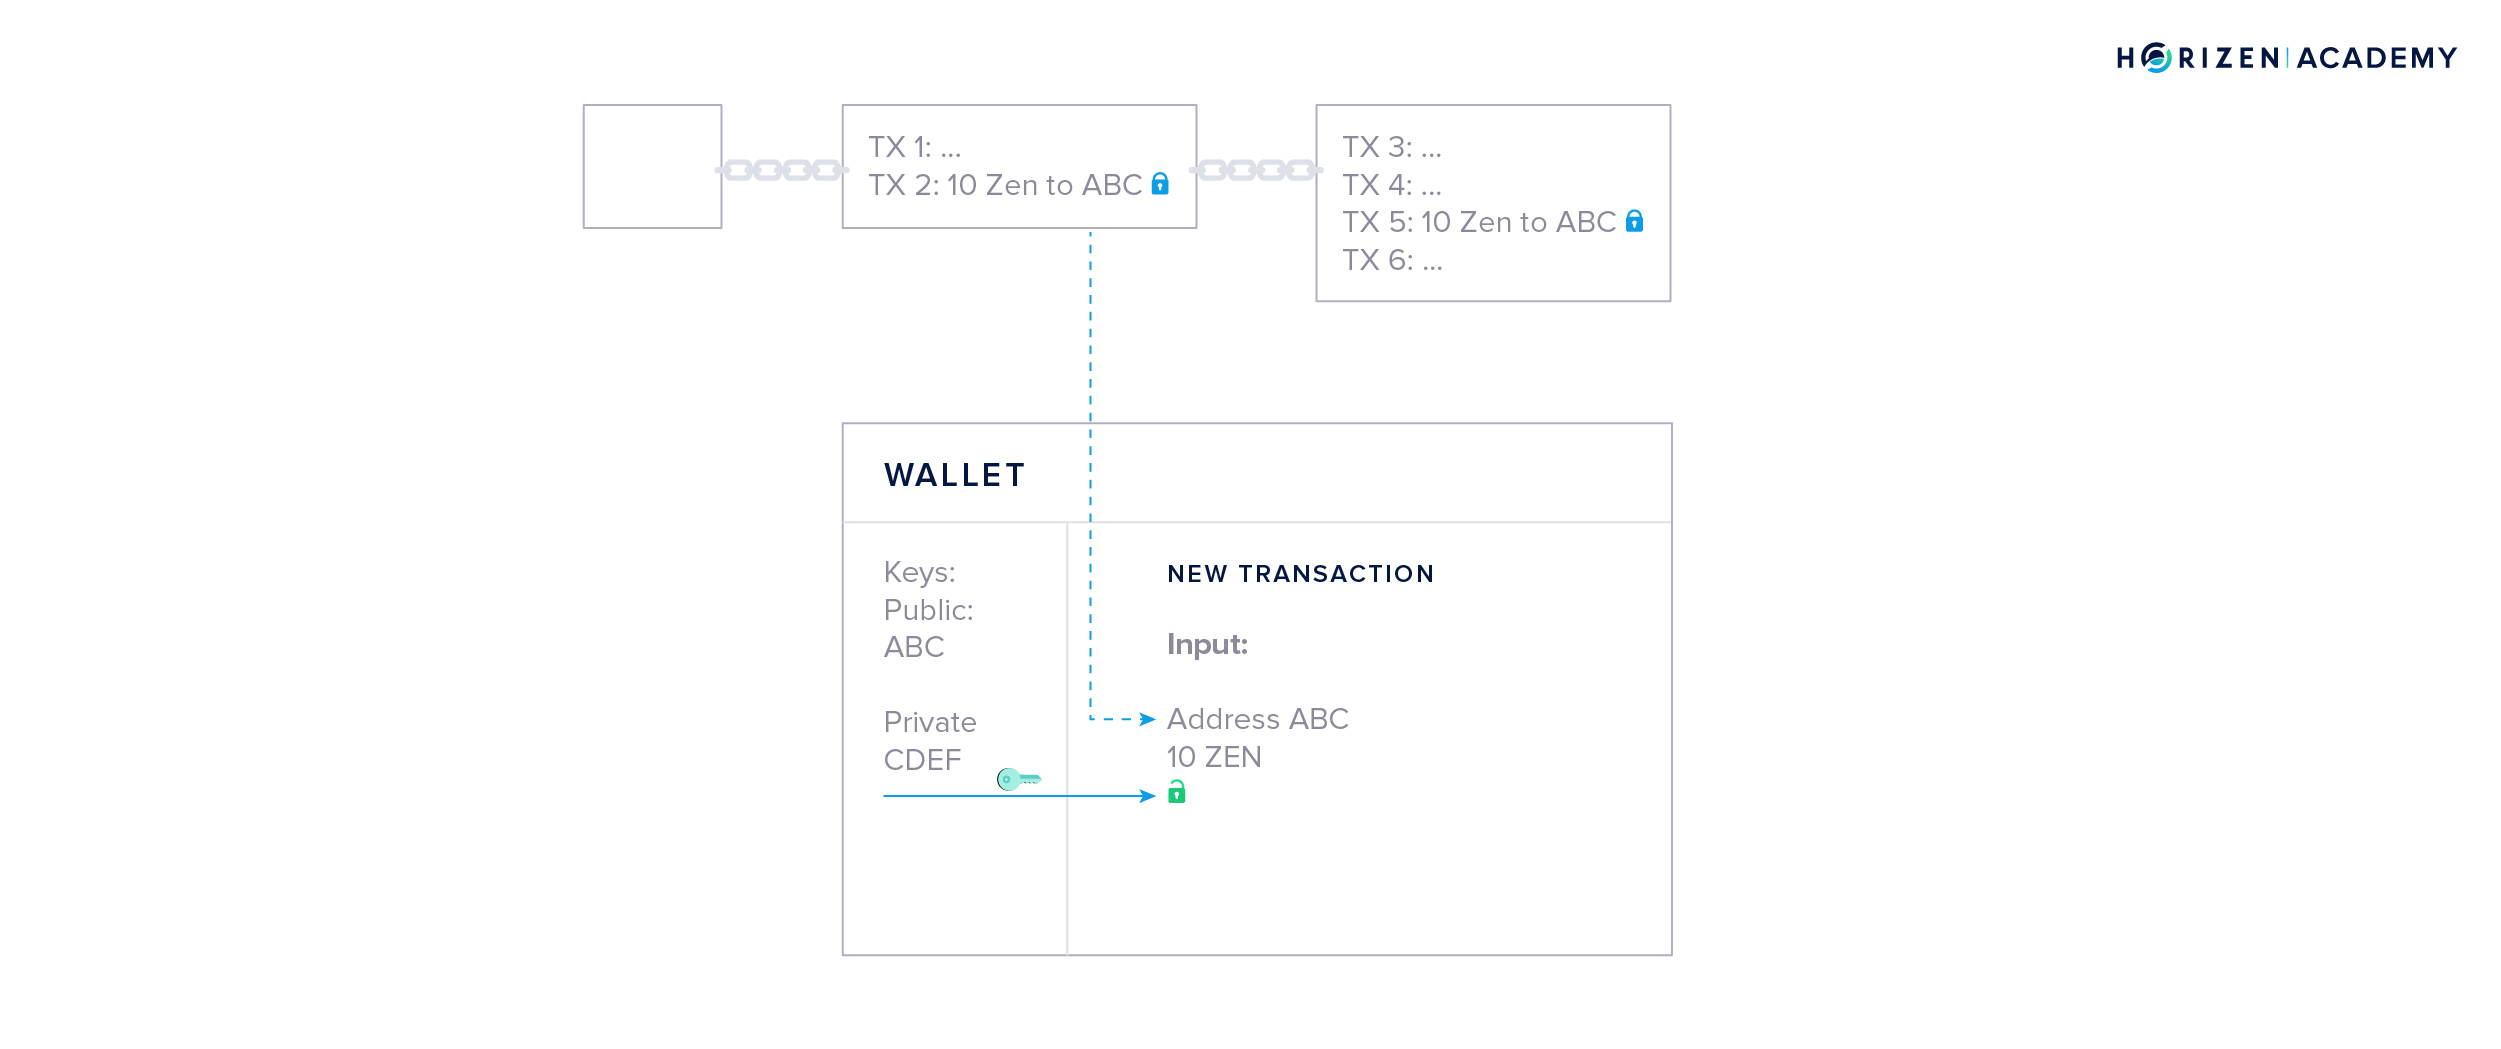 HORIZEN ACADEMY
TX 1: ...
TX 2: 10 Zen to ABC
TX 3: ...
TX 4: ...
TX 5: 10 Zen to ABC
TX 6: ...
WALLET
Keys:
Public:
ABC
Private
CDEF
NEW TRANSACTION
Input:
Address ABC
10 ZEN